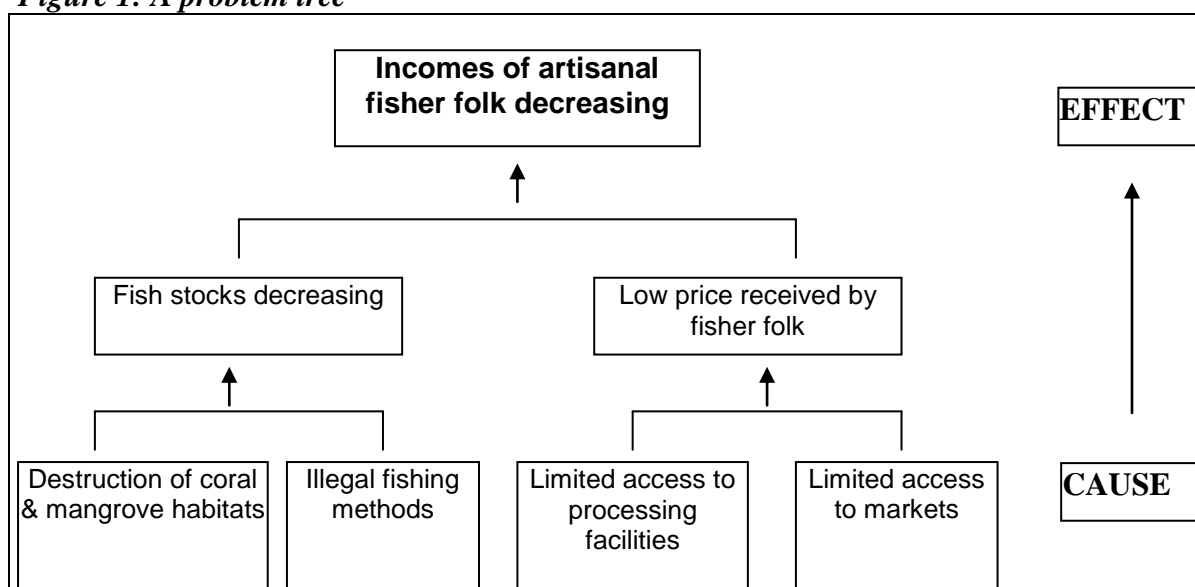 Figure 1: A problem tree
Incomes of artisanal
fisher folk decreasing
EFFECT
Fish stocks decreasing
Low price received by
fisher folk
Destruction of coral
& mangrove habitats
Illegal fishing
methods
Limited access to
processing
facilities
Limited access
to markets
CAUSE